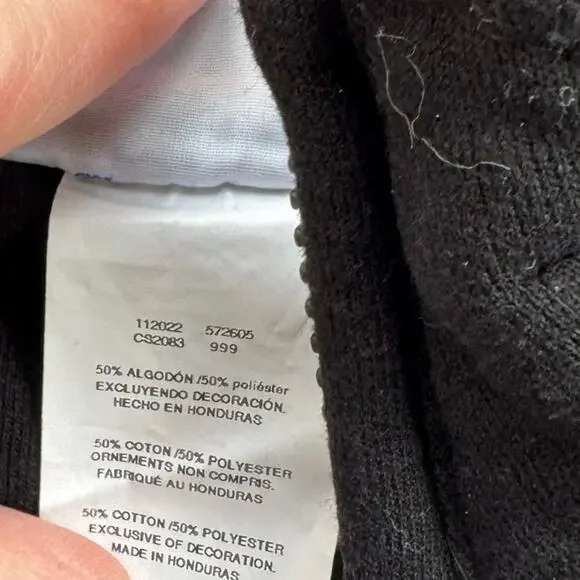 112022 572605
CS2083 999
50% ALGODÓN /50% poliéster
EXCLUYENDO DECORACIÓN.
HECHO EN HONDURAS
50% COTON /50% POLYESTER
ORNEMENTS NON COMPRIS.
FABRIQUÉ AU HONDURAS
50% COTTON /50% POLYESTER
EXCLUSIVE OF DECORATION.
MADE IN HONDURAS